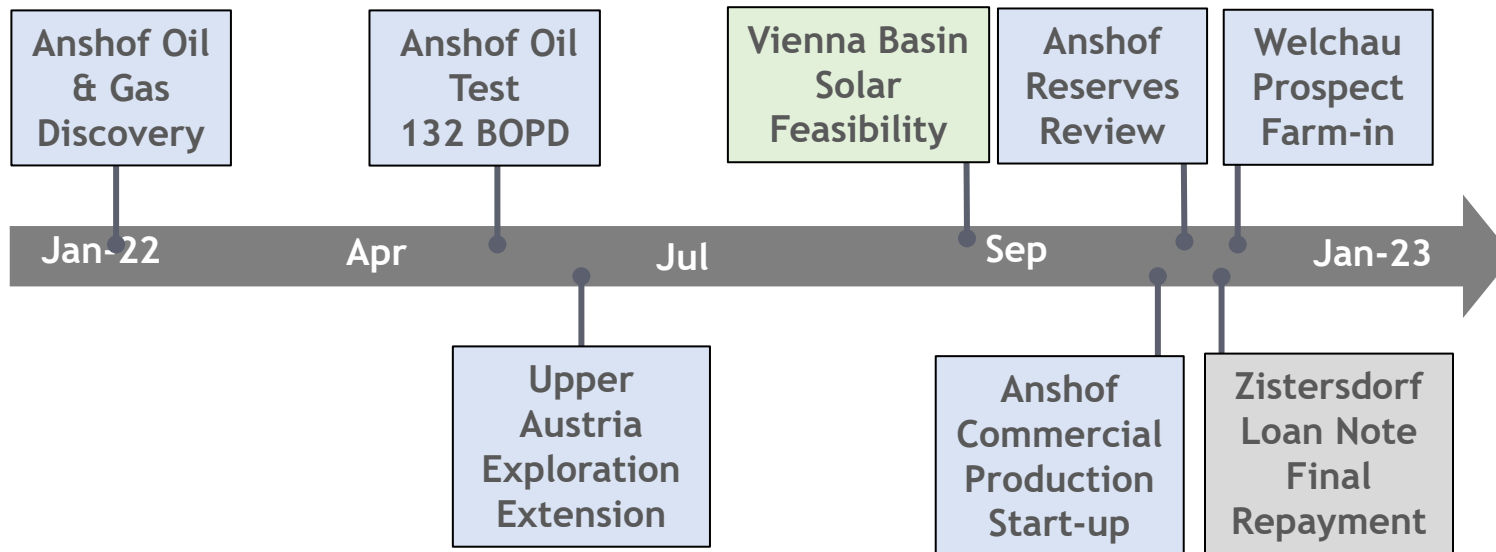 Anshof Oil
& Gas
Discovery
Anshof Oil
Test
132 BOPD
Vienna Basin
Solar
Feasibility
Anshof
Reserves
Review
Welchau
Prospect
Farm-in
Jan-22
Apr
Jul
Sep
Jan-23
Upper
Austria
Exploration
Extension
Anshof
Commercial
Production
Start-up
Zistersdorf
Loan Note
Final
Repayment